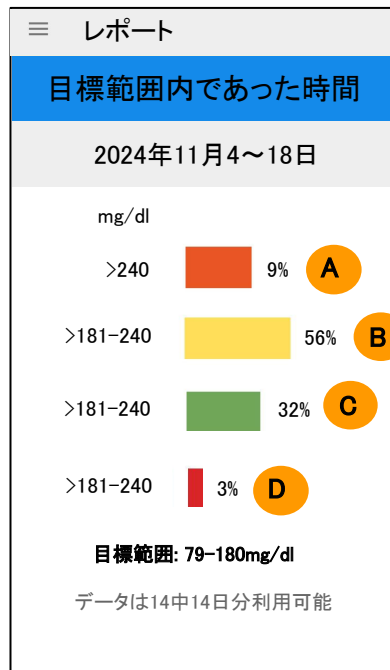 レポート
目標範囲内であった時間
2024年11月4～18日
mg/dl
>240 9% A
>181-240 56% B
>181-240 32% C
>181-240 3% D
目標範囲: 79-180mg/dl
データは14中14日分利用可能